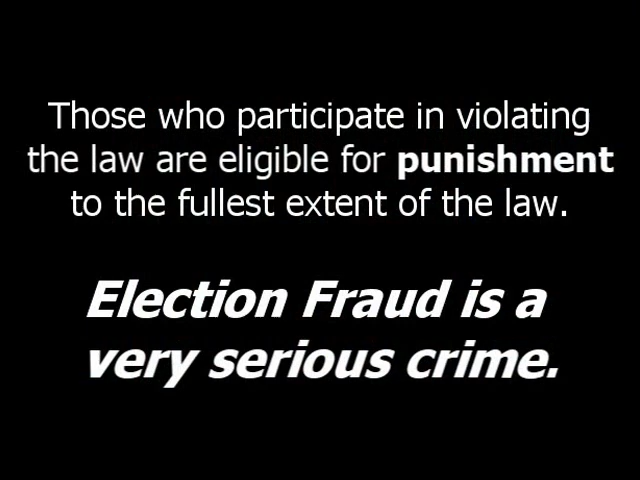 Those who participate in violating
the law are eligible for punishment
to the fullest extent of the law.
Election Fraud is a
very serious crime.